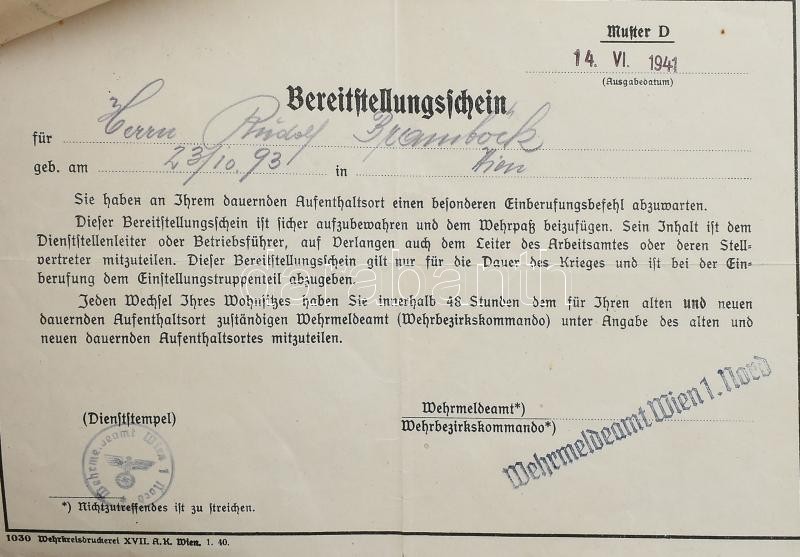 Muster D
14. VI. 1941
(Ausgabedatum)
Bereitstellungsschein
für Herrn Rudolf Brambock
geb. am 23/10. 93 in Wien
Sie haben an Ihrem dauernden Aufenthaltsort einen besonderen Einberufungsbefehl abzuwarten.
Dieser Bereitstellungsschein ist sicher aufzubewahren und dem Wehrpaß beizufügen. Sein Inhalt ist dem
Dienststellenleiter oder Betriebsführer, auf Verlangen auch dem Leiter des Arbeitsamtes oder deren Stell-
vertreter mitzuteilen. Dieser Bereitstellungsschein gilt nur für die Dauer des Krieges und ist bei der Ein-
berufung dem Einstellungstruppenteil abzugeben.
darabanth
Jeden Wechsel Ihres Wohnsitzes haben Sie innerhalb 48 Stunden dem für Ihren alten und neuen
dauernden Aufenthaltsort zuständigen Wehrmeldeamt (Wehrbezirkskommando) unter Angabe des alten und
neuen dauernden Aufenthaltsortes mitzuteilen.
(Dienststempel)
Wehrmeldeamt*)
Wehrbezirkskommando*)
Wehrmeldeamt Wien 1. Nord
Wehrmeldeamt Wien 1 Nord
*) Nichtzutreffendes ist zu streichen.
1030 Wehrkreisdruckerei XVII. A. K. Wien. 1. 40.